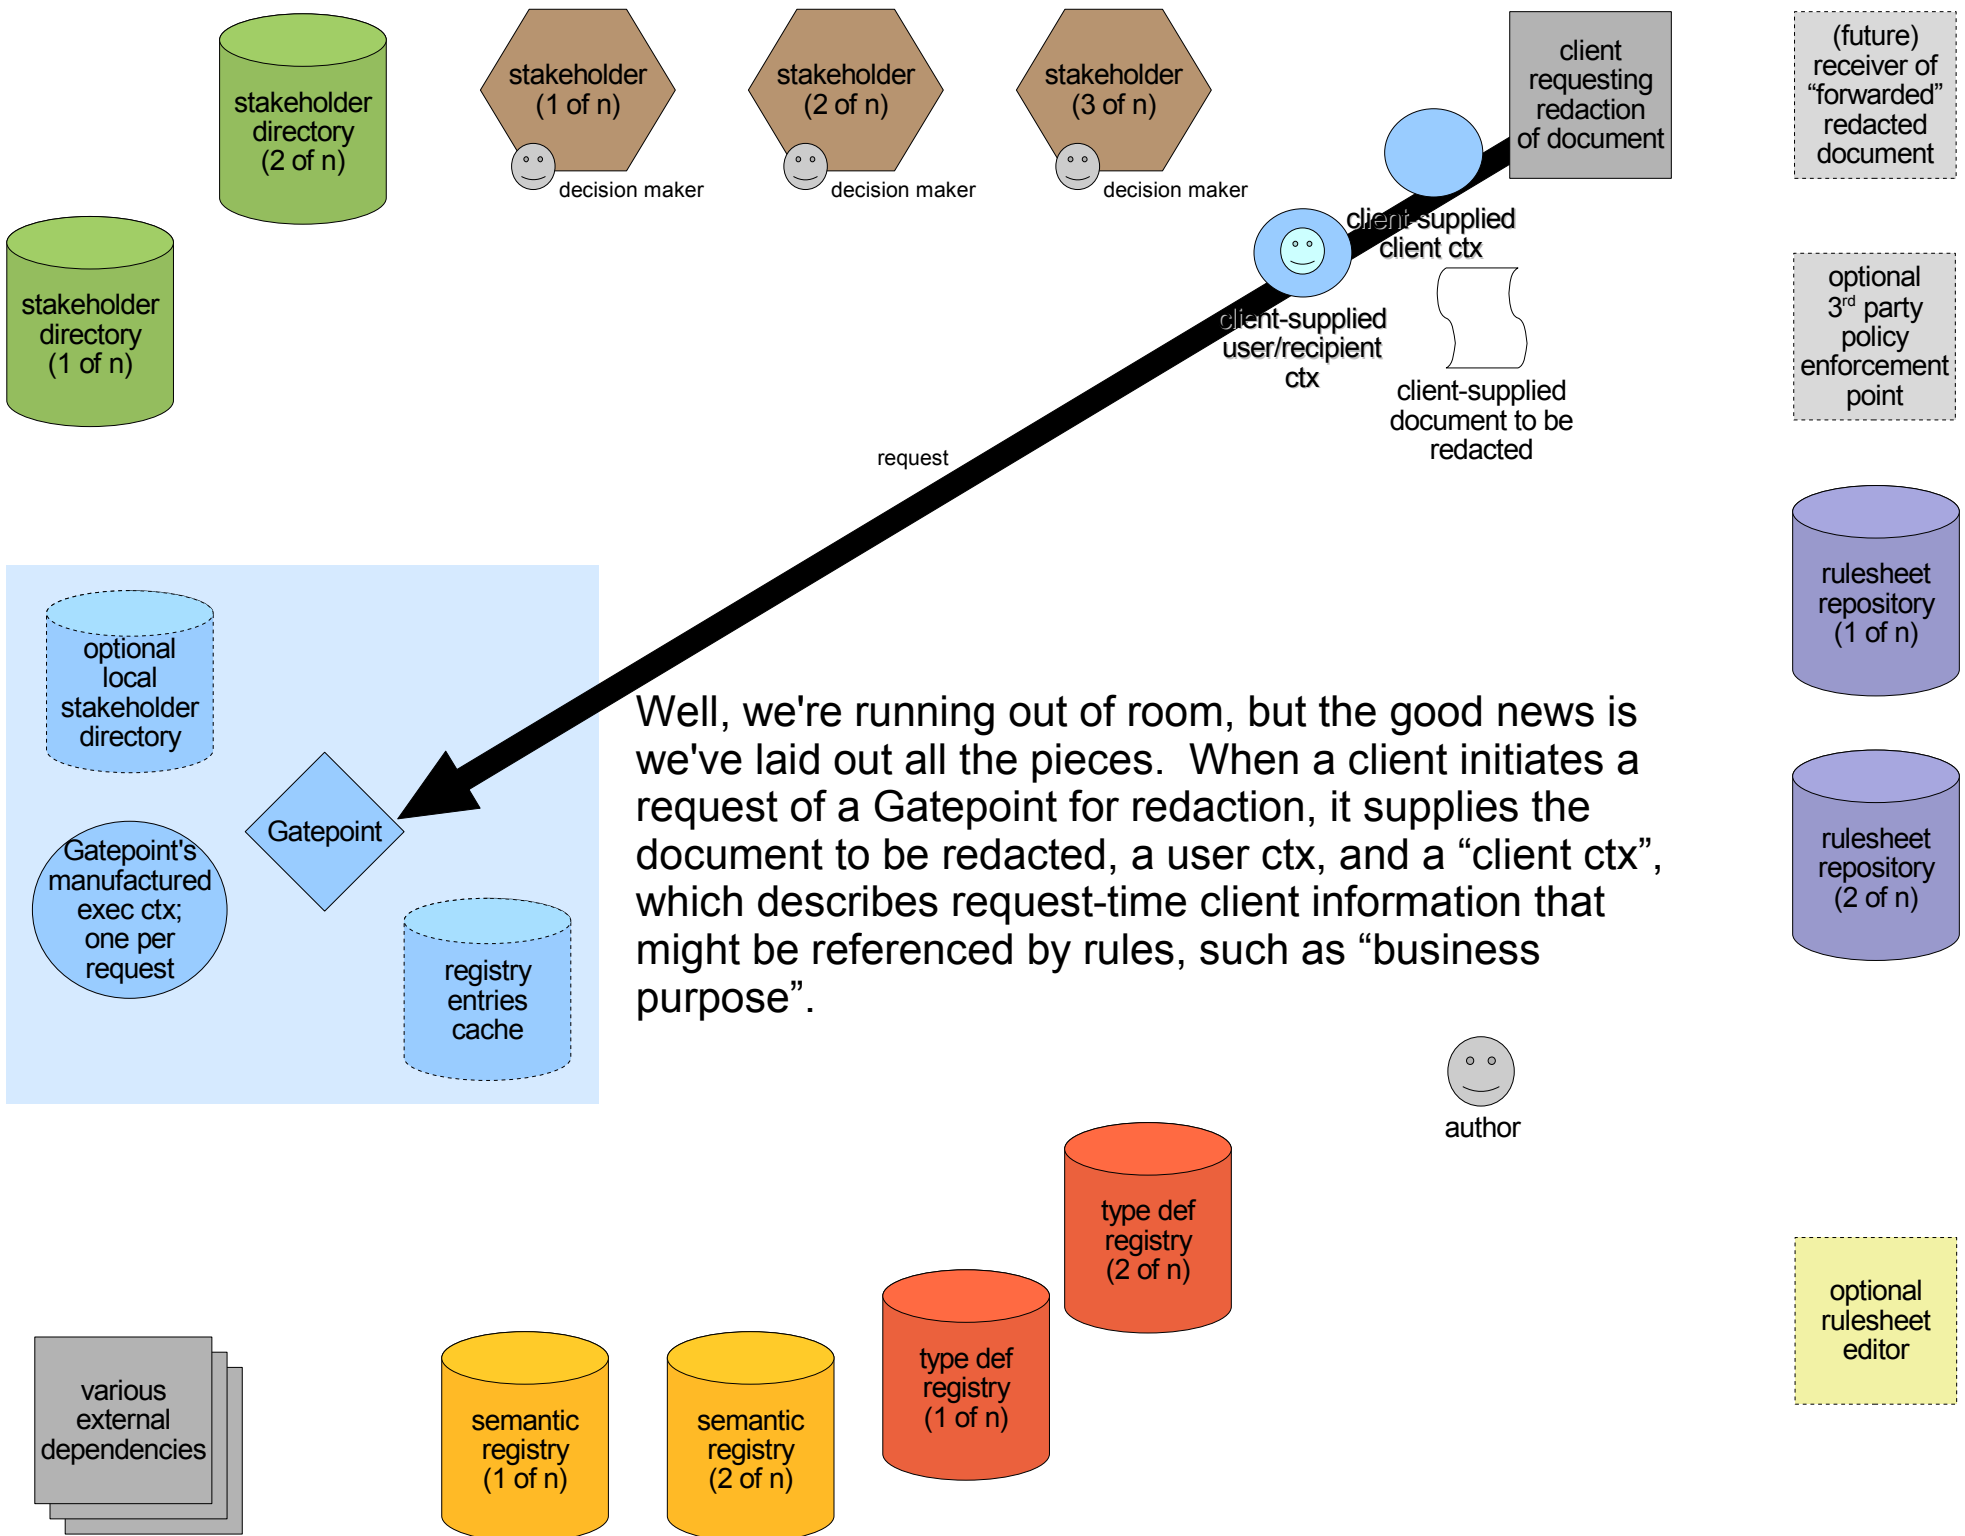 stakeholder
directory
(2 of n)
stakeholder
(1 of n)
decision maker
stakeholder
(2 of n)
decision maker
stakeholder
(3 of n)
decision maker
client
requesting
redaction
of document
(future)
receiver of
“forwarded”
redacted
document
stakeholder
directory
(1 of n)
client-supplied
client ctx
client-supplied
user/recipient
ctx
client-supplied
document to be
redacted
optional
3rd party
policy
enforcement
point
request
rulesheet
repository
(1 of n)
optional
local
stakeholder
directory
Gatepoint
Gatepoint's
manufactured
exec ctx;
one per
request
registry
entries
cache
Well, we're running out of room, but the good news is
we've laid out all the pieces.  When a client initiates a
request of a Gatepoint for redaction, it supplies the
document to be redacted, a user ctx, and a “client ctx”,
which describes request-time client information that
might be referenced by rules, such as “business
purpose”.
rulesheet
repository
(2 of n)
author
type def
registry
(2 of n)
type def
registry
(1 of n)
optional
rulesheet
editor
various
external
dependencies
semantic
registry
(1 of n)
semantic
registry
(2 of n)